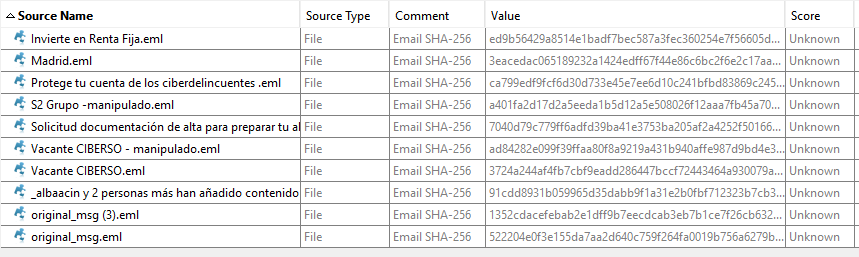 Source Name Source Type Comment Value Score
Invierte en Renta Fija.eml File Email SHA-256 ed9b56429a8514e1badf7bec587a3fec360254e7f56605d... Unknown
Madrid.eml File Email SHA-256 3eacedac065189232a1424edff67f44e86c6bc2f6e2c17aa... Unknown
Protege tu cuenta de los ciberdelincuentes .eml File Email SHA-256 ca799edf9fcf6d30d733e45e7ee6d10c241bfbd83869c245... Unknown
S2 Grupo -manipulado.eml File Email SHA-256 a401fa2d17d2a5eeda1b5d12a5e508026f12aaa7fb45a70... Unknown
Solicitud documentación de alta para preparar tu al File Email SHA-256 7040d79c779ff6adfd39ba41e3753ba205af2a4252f50166... Unknown
Vacante CIBERSO - manipulado.eml File Email SHA-256 ad84282e099f39ffaa80f8a9219a431b940affe987d9bd4e3... Unknown
Vacante CIBERSO.eml File Email SHA-256 3724a244af4fb7cbf9eadd286447bccf72443464a930079a... Unknown
_albaacin y 2 personas más han añadido contenido File Email SHA-256 91cdd8931b059965d35dabb9f1a31e2b0fbf712323b7cb3... Unknown
original_msg (3).eml File Email SHA-256 1352cdacefebab2e1dff9b7eecdcab3eb7b1ce7f26cb632... Unknown
original_msg.eml File Email SHA-256 522204e0f3e155da7aa2d640c759f264fa0019b756a6279b... Unknown